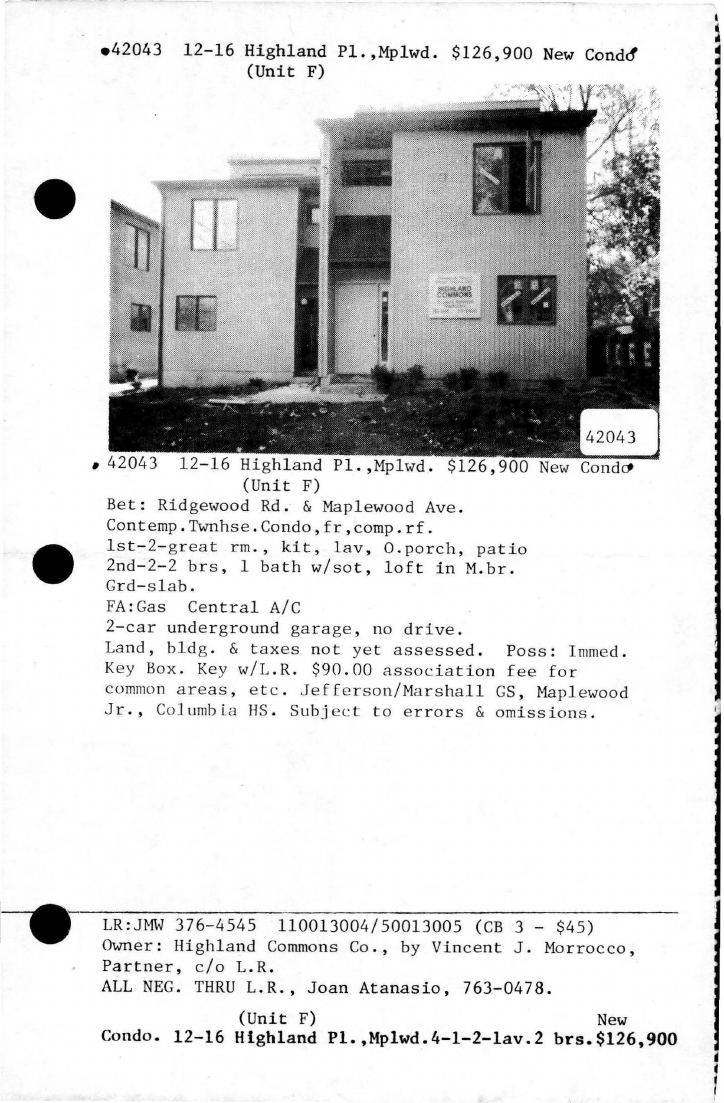 42043 12-16 Highland Pl.,Mplwd. $126,900 New Condo
(Unit F)
HIGHLAND
COMMONS
42043
42043 12-16 Highland Pl.,Mplwd. $126,900 New Condo
(Unit F)
Bet: Ridgewood Rd. & Maplewood Ave.
Contemp.Twnhse.Condo,fr,comp.rf.
1st-2-great rm., kit, lav, O.porch, patio
2nd-2-2 brs, 1 bath w/sot, loft in M.br.
Grd-slab.
FA:Gas Central A/C
2-car underground garage, no drive.
Land, bldg. & taxes not yet assessed. Poss: Immed.
Key Box. Key w/L.R. $90.00 association fee for
common areas, etc. Jefferson/Marshall GS, Maplewood
Jr., Columbia HS. Subject to errors & omissions.
LR:JMW 376-4545 110013004/50013005 (CB 3 - $45)
Owner: Highland Commons Co., by Vincent J. Morrocco,
Partner, c/o L.R.
ALL NEG. THRU L.R., Joan Atanasio, 763-0478.
(Unit F) New
Condo. 12-16 Highland Pl.,Mplwd.4-1-2-lav.2 brs.$126,900